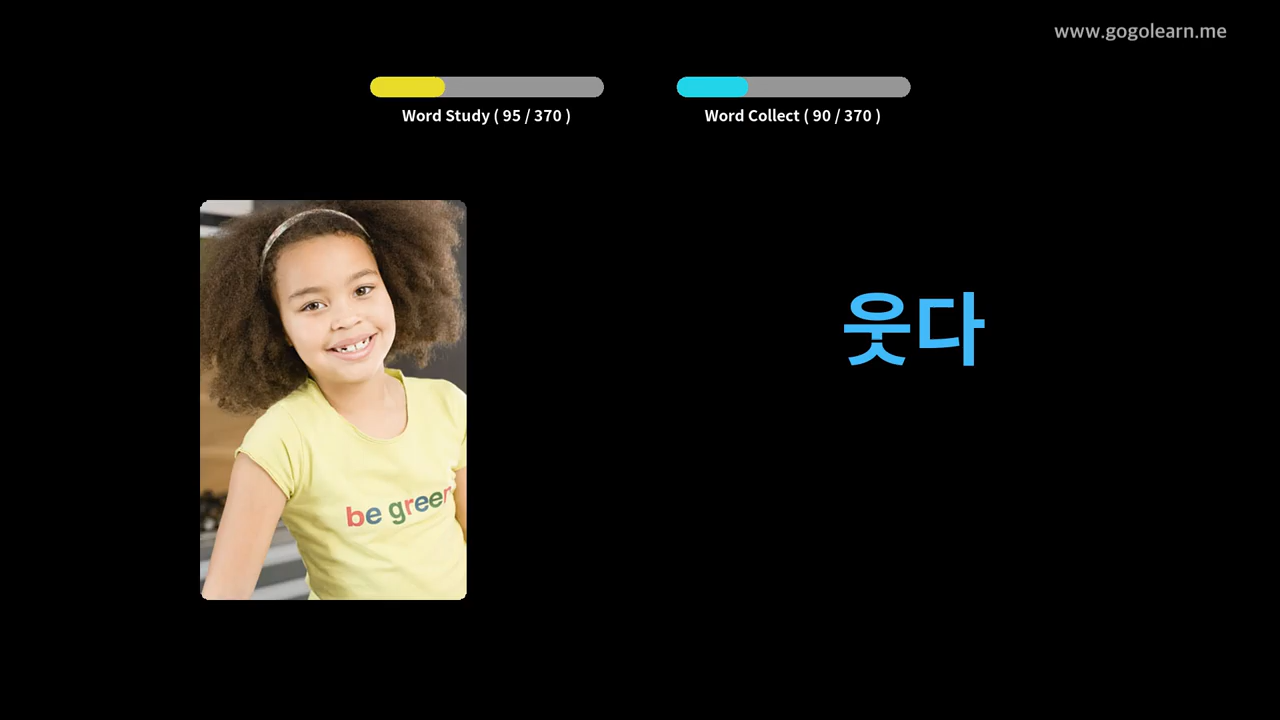 www.gogolearn.me
Word Study ( 95 / 370 )
Word Collect ( 90 / 370 )
웃다
be green